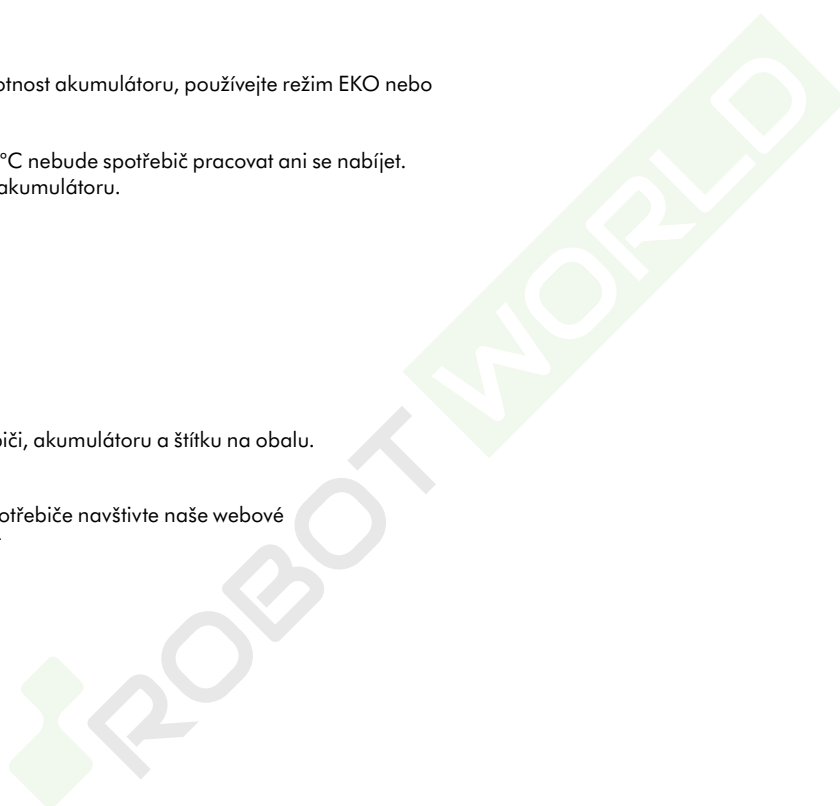 otnost akumulátoru, používejte režim EKO nebo
°C nebude spotřebič pracovat ani se nabíjet.
akumulátoru.
iči, akumulátoru a štítku na obalu.
otřebiče navštivte naše webové
ROBOT WORLD